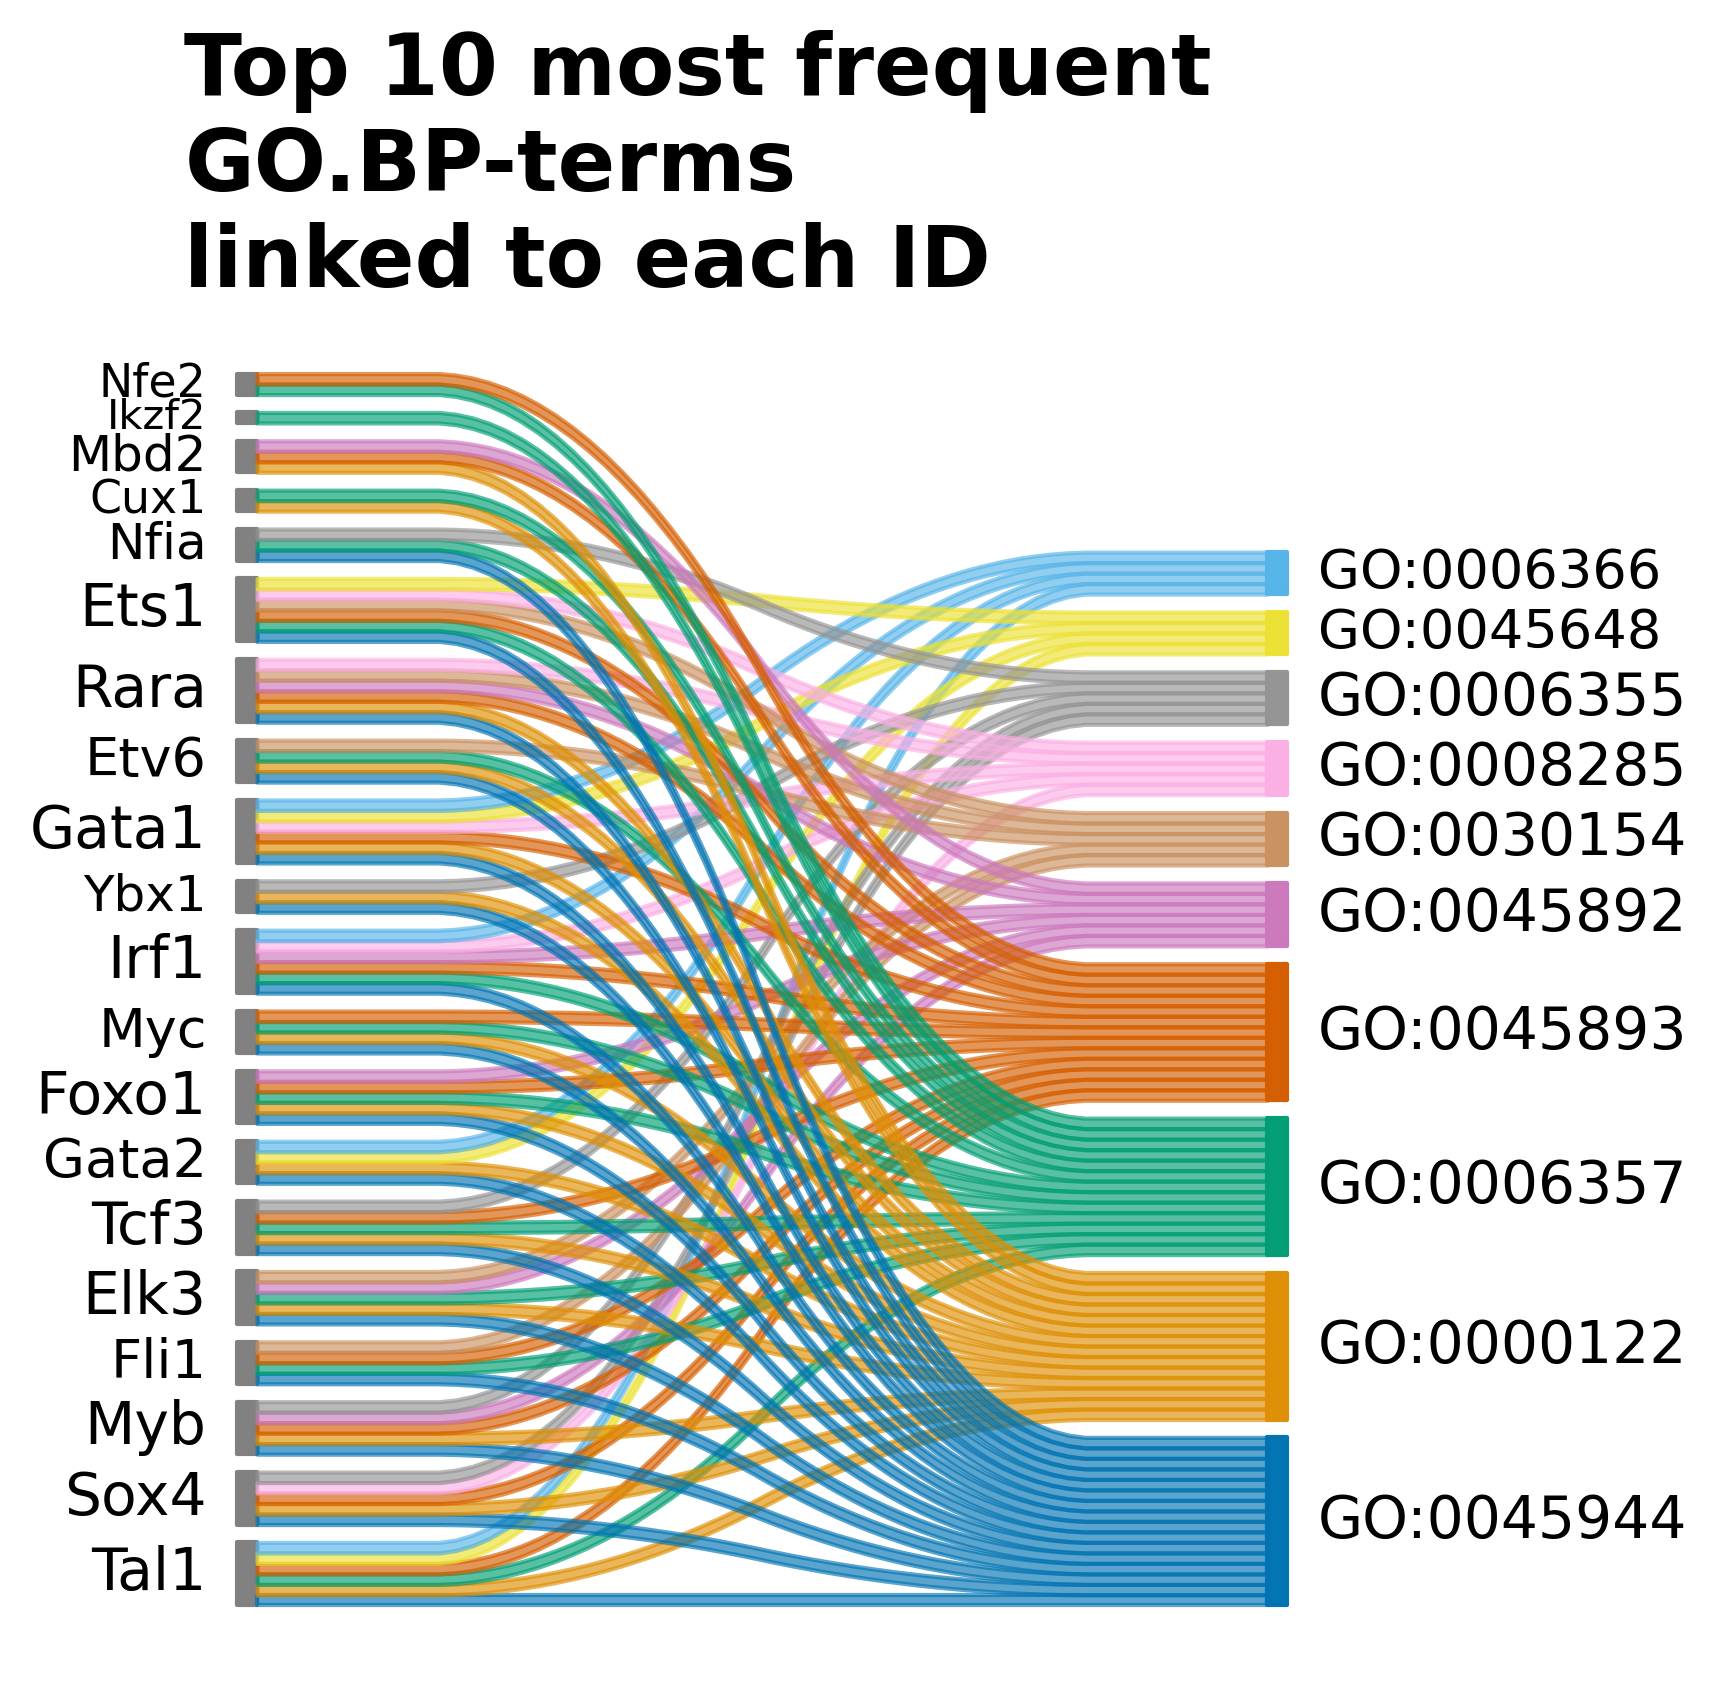 Top 10 most frequent
GO.BP-terms
linked to each ID
Nfe2
Ikzf2
Mbd2
Cux1
Nfia
Ets1
Rara
Etv6
Gata1
Ybx1
Irf1
Myc
Foxo1
Gata2
Tcf3
Elk3
Fli1
Myb
Sox4
Tal1
GO:0006366
GO:0045648
GO:0006355
GO:0008285
GO:0030154
GO:0045892
GO:0045893
GO:0006357
GO:0000122
GO:0045944